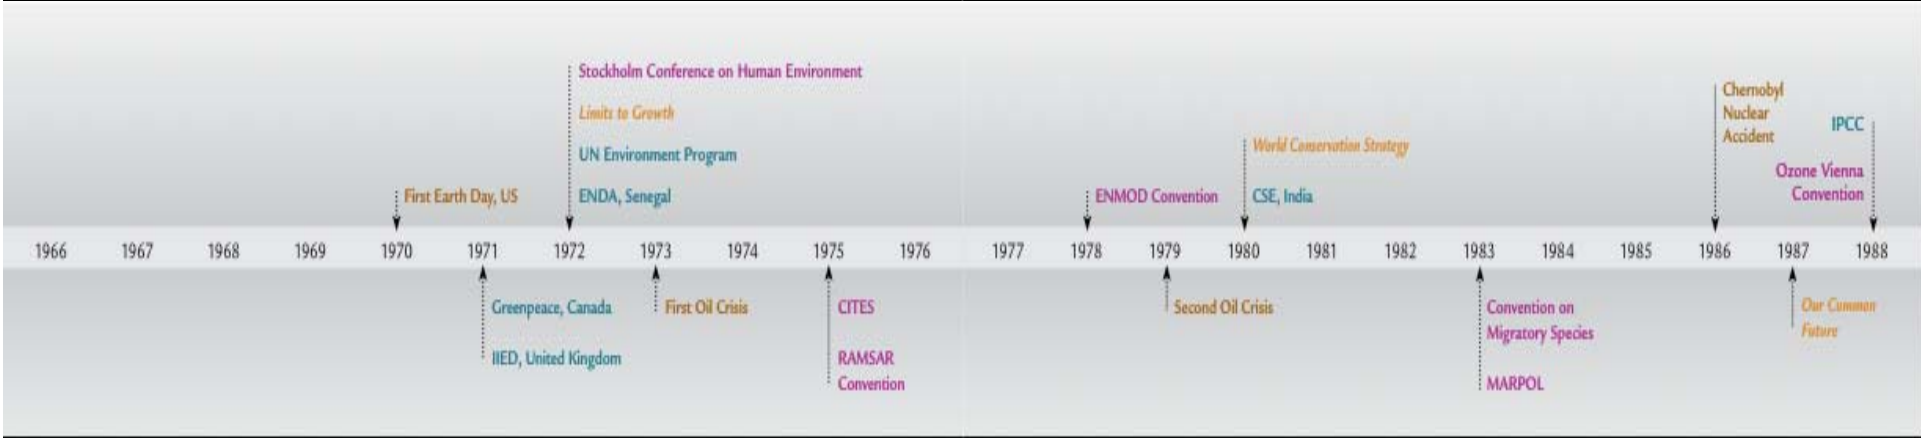 Stockholm Conference on Human Environment
Limits to Growth
UN Environment Program
First Earth Day, US
ENDA, Senegal
World Conservation Strategy
ENMOD Convention
CSE, India
Chernobyl
Nuclear
Accident
IPCC
Ozone Vienna
Convention
1966 1967 1968 1969 1970 1971 1972 1973 1974 1975 1976 1977 1978 1979 1980 1981 1982 1983 1984 1985 1986 1987 1988
Greenpeace, Canada
IIED, United Kingdom
First Oil Crisis
CITES
RAMSAR
Convention
Second Oil Crisis
Convention on
Migratory Species
MARPOL
Our Common
Future